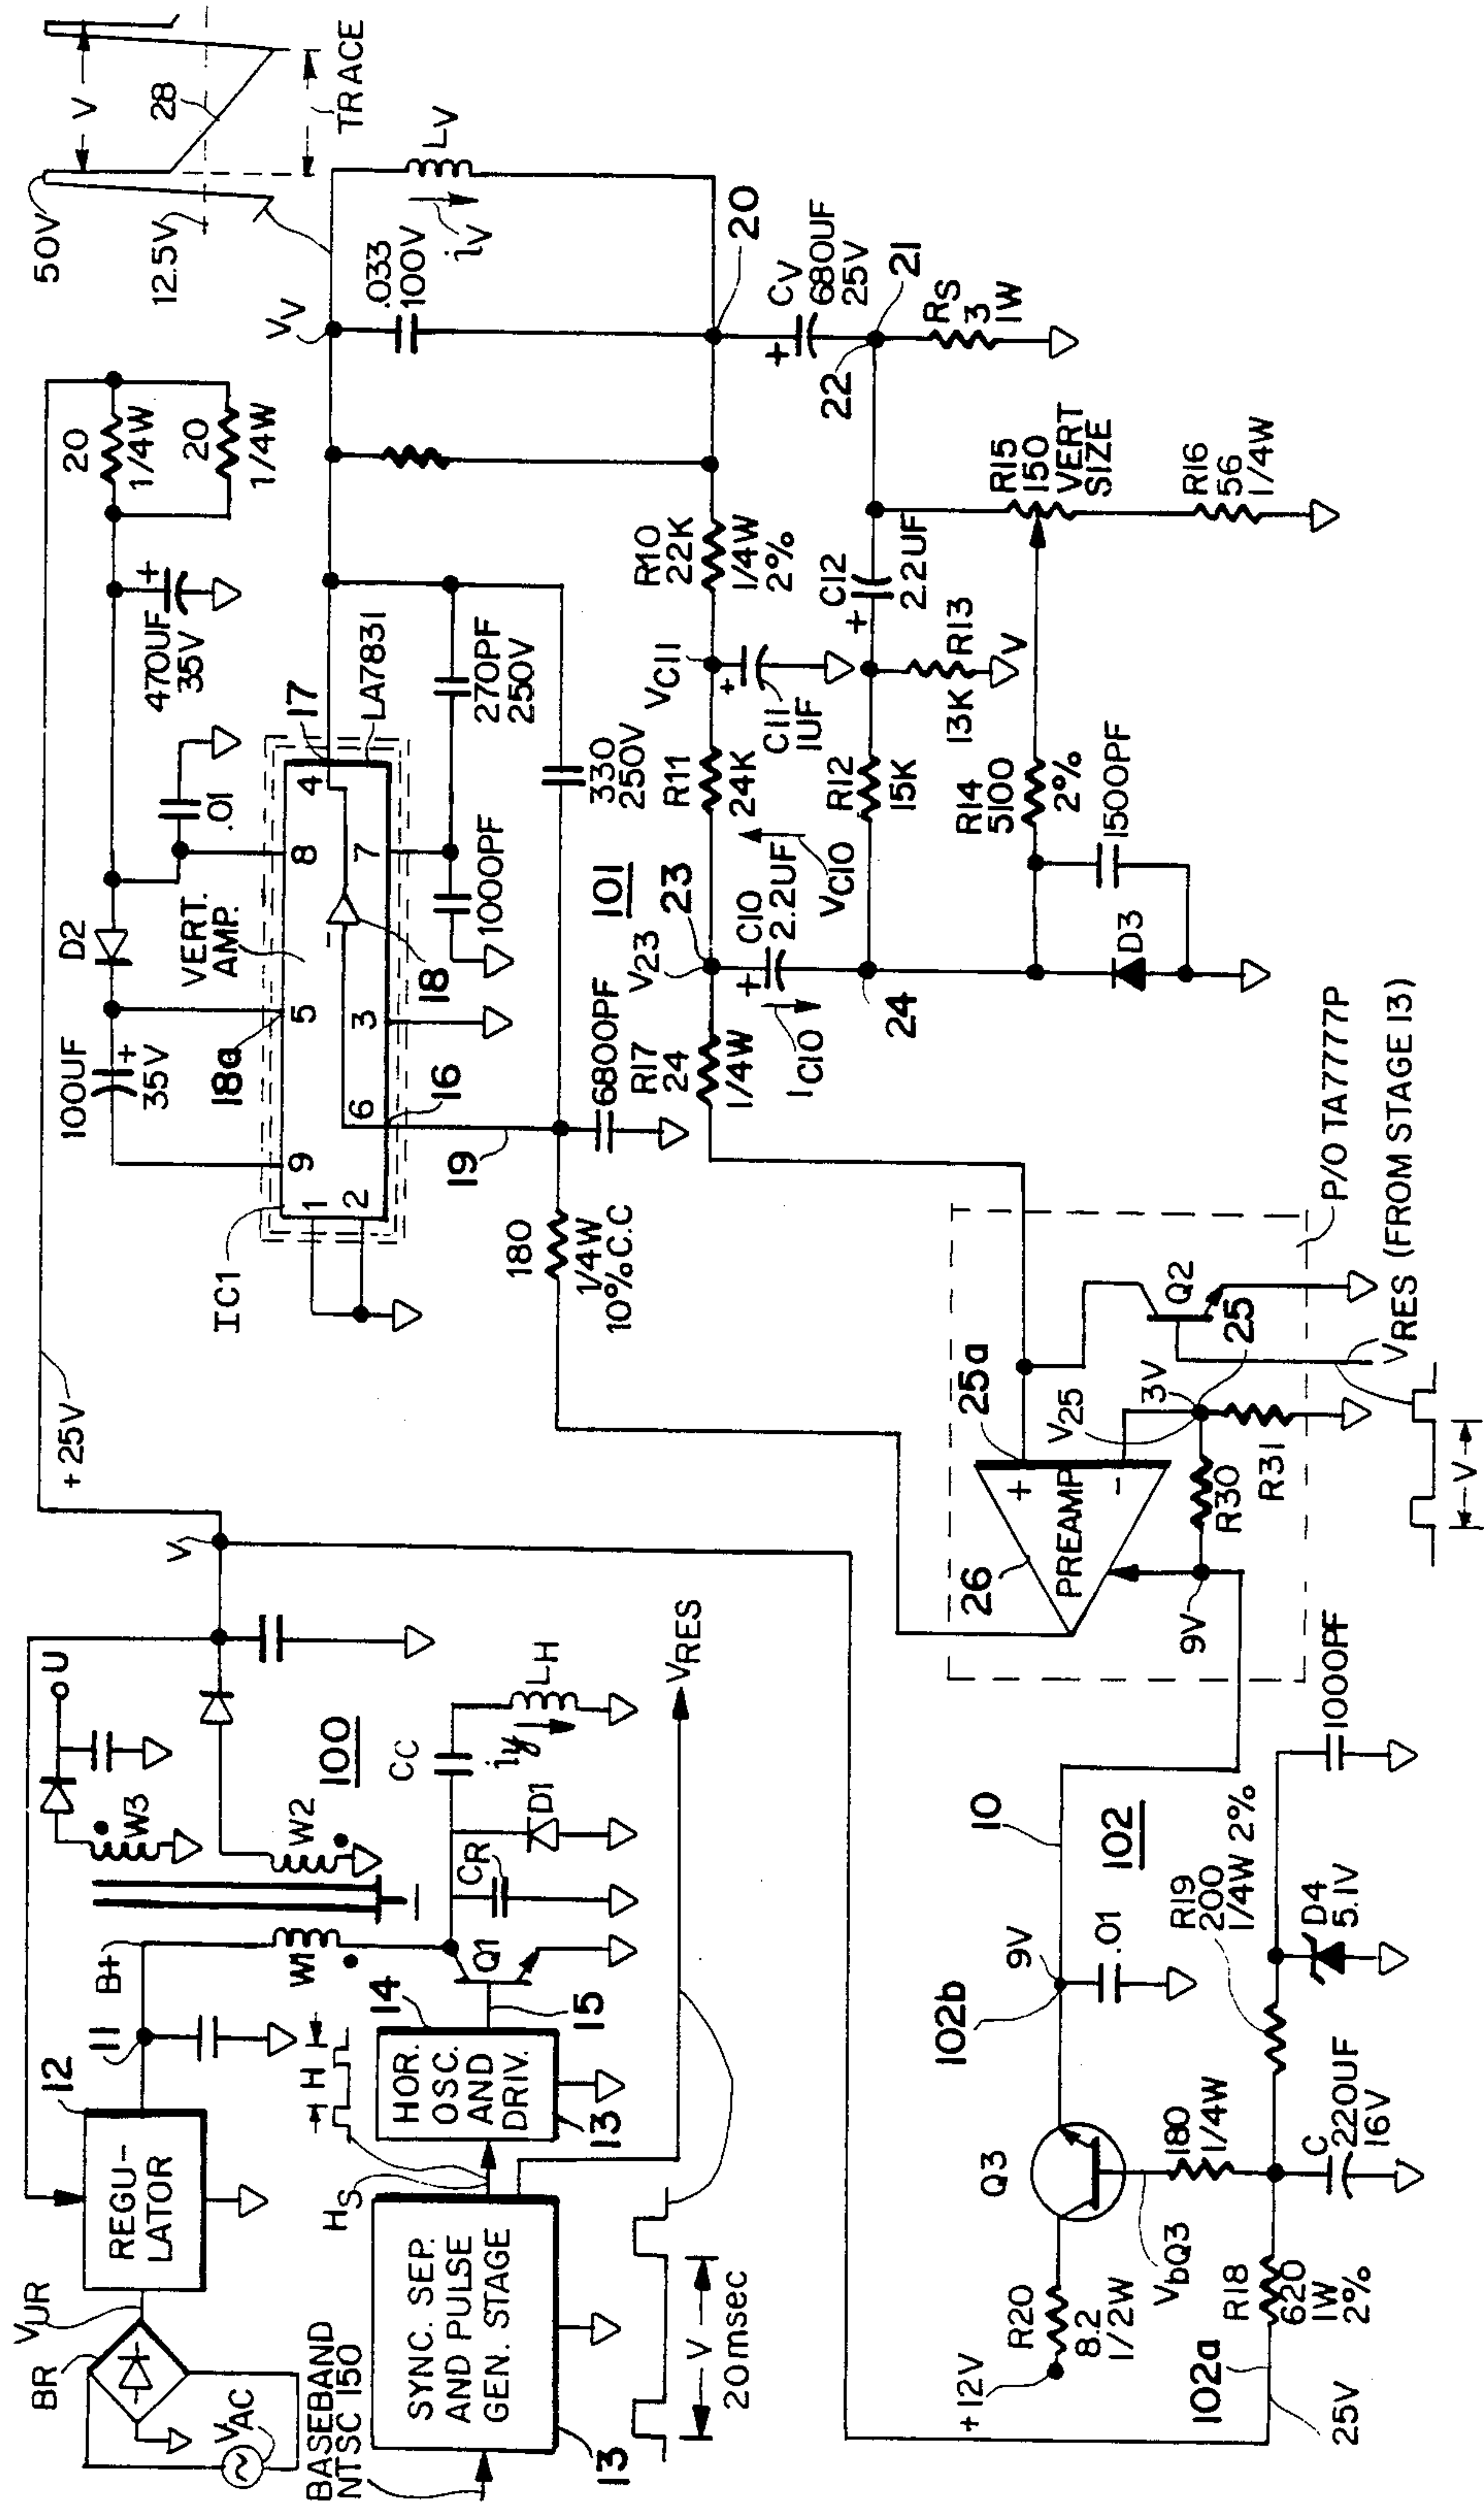 BR
VUR
VAC
REGU-
LATOR
12
11
B+
W1
W2
W3
U
V
+25V
100
BASEBAND
NTSC 150
SYNC. SEP.
AND PULSE
GEN. STAGE
13
HS
H
HOR.
OSC.
AND
DRIV.
13
14
15
Q1
CR
D1
CC
iy
LH
VRES
V
20msec
IC1
100UF
35V
D2
470UF
35V
20
1/4W
20
1/4W
.01
VERT.
AMP.
18a
9
5
8
1
2
6
3
7
4
16
18
17
LA7831
19
1000PF
270PF
250V
330
250V
180
1/4W
10% C.C
6800PF
101
50V
12.5V
V
28
TRACE
VV
.033
100V
iV
LV
20
CV
680UF
25V
21
22
RS
3
1W
R17
24
1/4W
V23
23
C10
2.2UF
IC10
VC10
24
R11
24K
VC11
C11
1UF
R10
22K
1/4W
2%
R12
15K
R13
13K
C12
2.2UF
V
R14
5100
2%
1500PF
D3
R15
150
VERT
SIZE
R16
56
1/4W
25a
26
PREAMP
+
-
V25
3V
25
Q2
R30
R31
9V
P/O TA7777P
VRES (FROM STAGE 13)
V
+12V
R20
8.2
1/2W
Q3
VbQ3
180
1/4W
102b
9V
.01
10
102
102a
25V
R18
620
1W
2%
C
220UF
16V
R19
200
1/4W 2%
D4
5.1V
1000PF